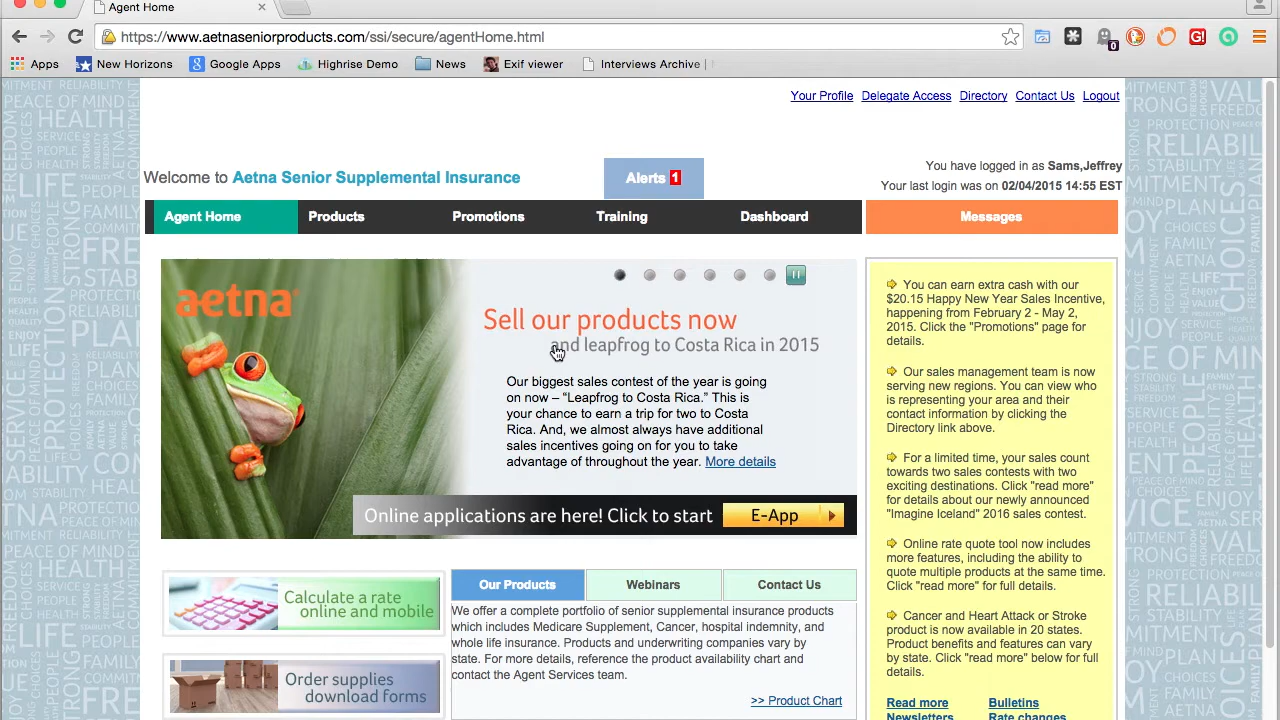 Agent Home
https://www.aetnaseniorproducts.com/ssi/secure/agentHome.html
0
G!
Apps
New Horizons
Google Apps
Highrise Demo
News
Exif viewer
Interviews Archive |
Your Profile Delegate Access Directory Contact Us Logout
You have logged in as Sams,Jeffrey
Welcome to Aetna Senior Supplemental Insurance
Alerts 1
Your last login was on 02/04/2015 14:55 EST
Agent Home Products Promotions Training Dashboard Messages
aetna
Sell our products now
and leapfrog to Costa Rica in 2015
Our biggest sales contest of the year is going
on now – “Leapfrog to Costa Rica.” This is
your chance to earn a trip for two to Costa
Rica. And, we almost always have additional
sales incentives going on for you to take
advantage of throughout the year. More details
Online applications are here! Click to start E-App
You can earn extra cash with our
$20.15 Happy New Year Sales Incentive,
happening from February 2 - May 2,
2015. Click the "Promotions" page for
details.
Our sales management team is now
serving new regions. You can view who
is representing your area and their
contact information by clicking the
Directory link above.
For a limited time, your sales count
towards two sales contests with two
exciting destinations. Click "read more"
for details about our newly announced
"Imagine Iceland" 2016 sales contest.
Online rate quote tool now includes
more features, including the ability to
quote multiple products at the same time.
Click "read more" for full details.
Cancer and Heart Attack or Stroke
product is now available in 20 states.
Product benefits and features can vary
by state. Click "read more" below for full
details.
Read more Bulletins
Newsletters Rate changes
Calculate a rate
online and mobile
Order supplies
download forms
Our Products Webinars Contact Us
We offer a complete portfolio of senior supplemental insurance products
which includes Medicare Supplement, Cancer, hospital indemnity, and
whole life insurance. Products and underwriting companies vary by
state. For more details, reference the product availability chart and
contact the Agent Services team.
>> Product Chart